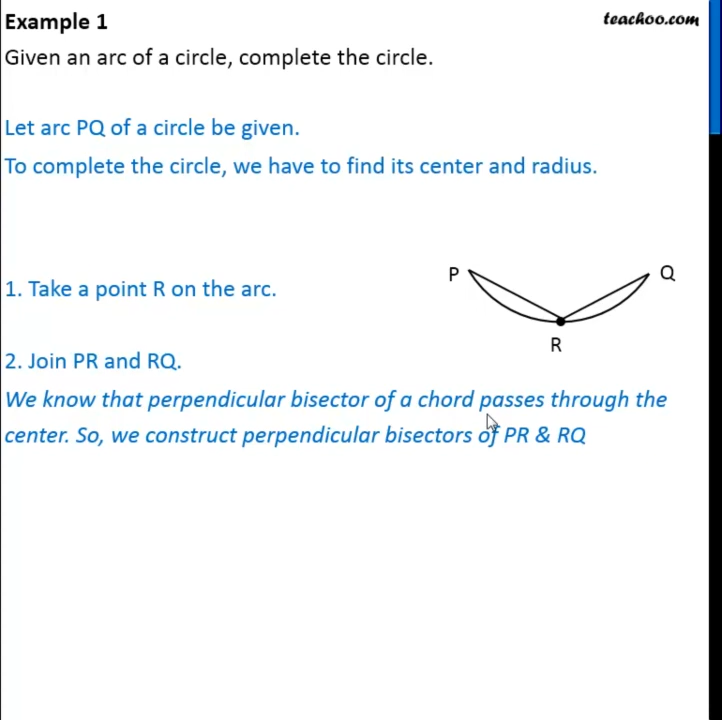 Example 1
teachoo.com
Given an arc of a circle, complete the circle.
Let arc PQ of a circle be given.
To complete the circle, we have to find its center and radius.
P
Q
1. Take a point R on the arc.
R
2. Join PR and RQ.
We know that perpendicular bisector of a chord passes through the
center. So, we construct perpendicular bisectors of PR & RQ